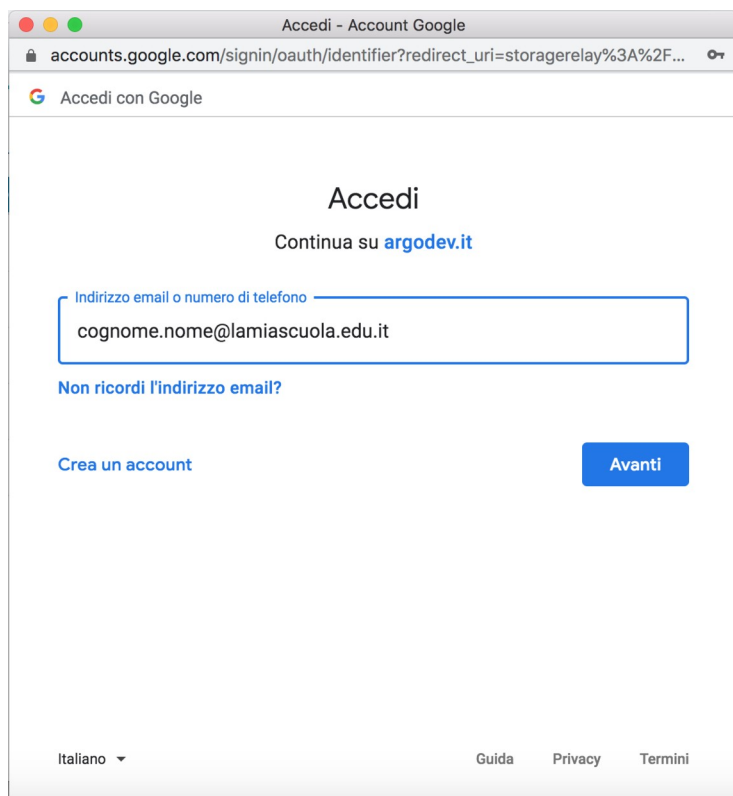 Accedi - Account Google
accounts.google.com/signin/oauth/identifier?redirect_uri=storagerelay%3A%2F...
Accedi con Google
Accedi
Continua su argodev.it
Indirizzo email o numero di telefono
cognome.nome@lamiascuola.edu.it
Non ricordi l'indirizzo email?
Crea un account Avanti
Italiano Guida Privacy Termini